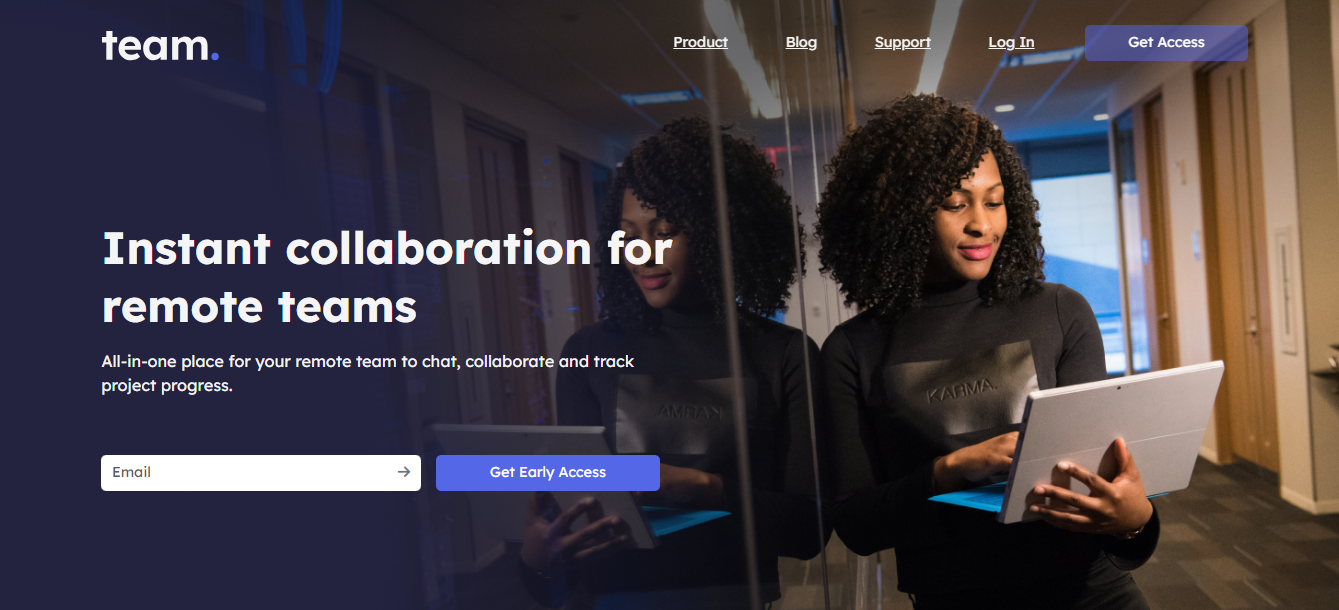 team.
Product Blog Support Log In Get Access
Instant collaboration for
remote teams
All-in-one place for your remote team to chat, collaborate and track
project progress.
Email → Get Early Access
KARMA.